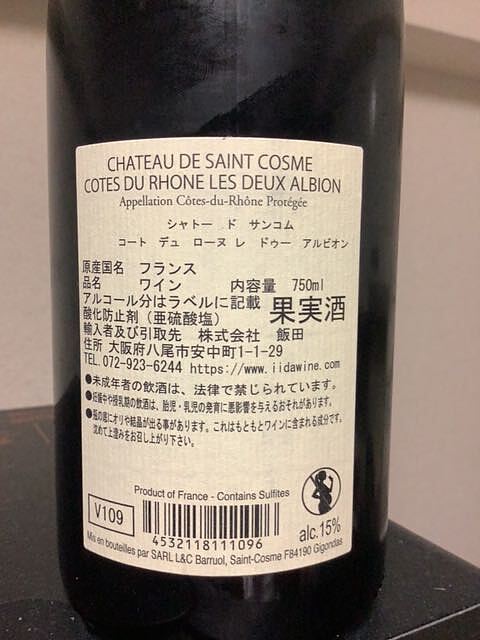 CHATEAU DE SAINT COSME
COTES DU RHONE LES DEUX ALBION
Appellation Côtes-du-Rhône Protégée
シャトー ド サンコム
コート デュ ローヌ レ ドゥー アルビオン
原産国名 フランス
品名 ワイン 内容量 750ml
アルコール分はラベルに記載 果実酒
酸化防止剤（亜硫酸塩）
輸入者及び引取先 株式会社 飯田
住所 大阪府八尾市安中町1-1-29
TEL.072-923-6244 https://www.iidawine.com
●未成年者の飲酒は、法律で禁じられています。
●妊娠中や授乳期の飲酒は、胎児・乳児の発育に悪影響を与えるおそれがあります。
●瓶の底にオリや結晶が出る事があります。これはもともとワインに含まれる成分です。
沈めて上澄みをお召し上がり下さい。
Product of France - Contains Sulfites
V109
4532118111096
alc.15%
Mis en bouteilles par SARL L&C Barruol, Saint-Cosme F84190 Gigondas